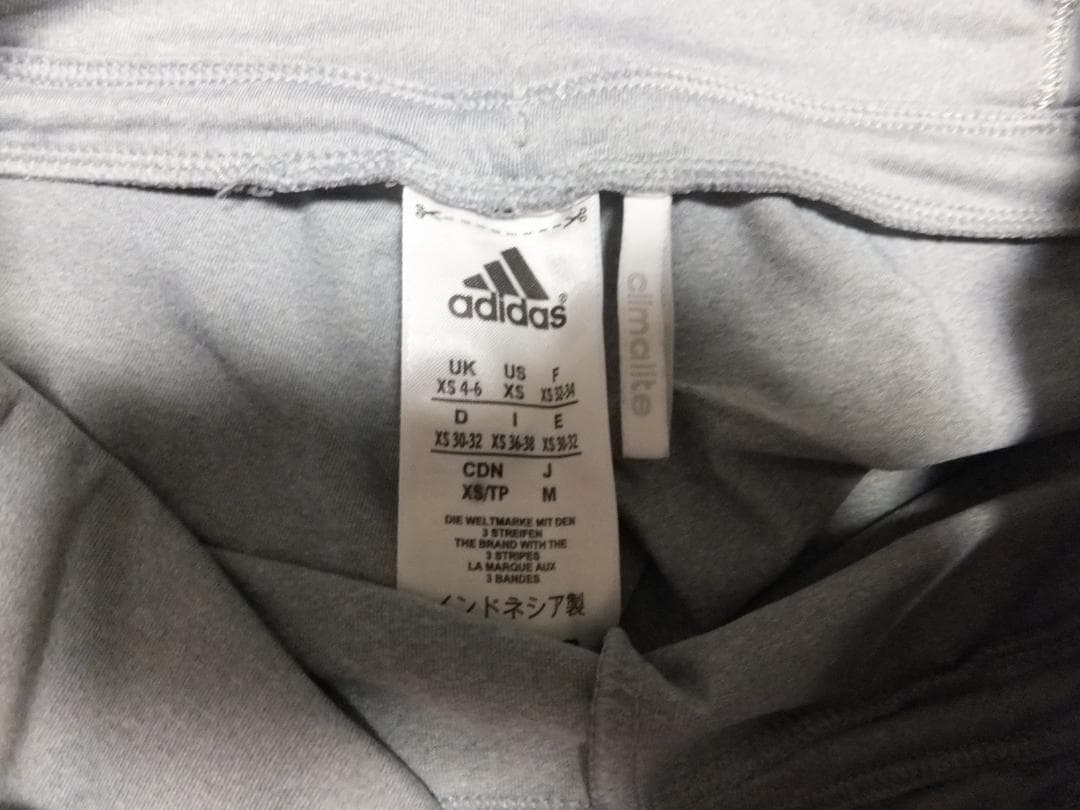 adidas®
UK US F
XS 4-6 XS XS 32-34
D I E
XS 30-32 XS 36-38 XS 30-32
CDN J
XS/TP M
DIE WELTMARKE MIT DEN
3 STREIFEN
THE BRAND WITH THE
3 STRIPES
LA MARQUE AUX
3 BANDES
インドネシア製
climalite